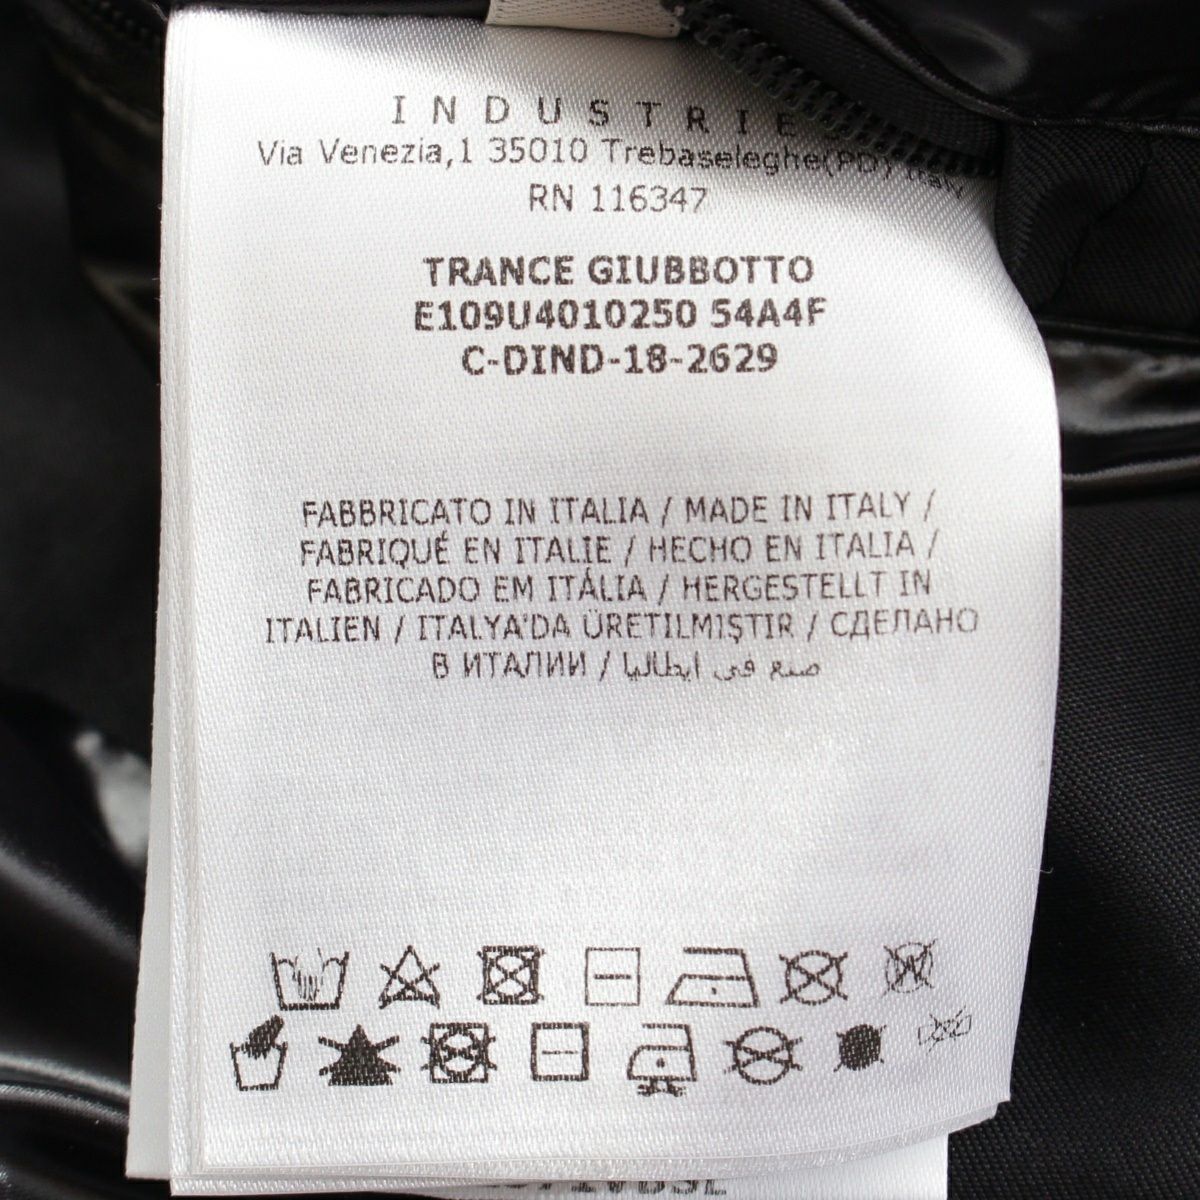 INDUSTRIE
Via Venezia,1 35010 Trebaseleghe(PD) Italy
RN 116347
TRANCE GIUBBOTTO
E109U4010250 54A4F
C-DIND-18-2629
FABBRICATO IN ITALIA / MADE IN ITALY /
FABRIQUÉ EN ITALIE / HECHO EN ITALIA /
FABRICADO EM ITÁLIA / HERGESTELLT IN
ITALIEN / ITALYA'DA ÜRETILMIŞTIR / СДЕЛАНО
В ИТАЛИИ / صنع في ايطاليا